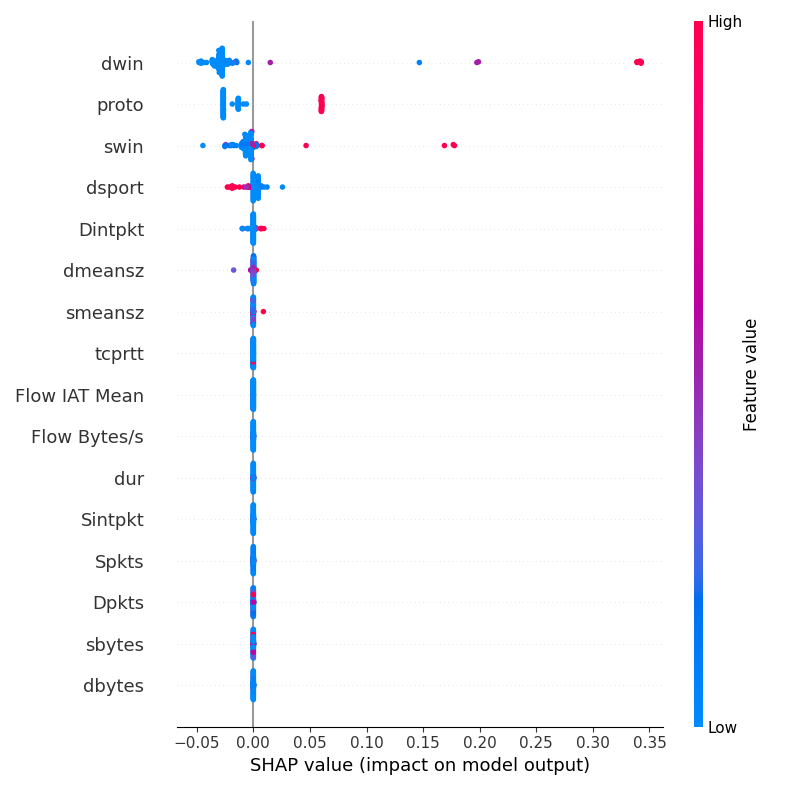 High
dwin
proto
swin
dsport
Dintpkt
dmeansz
smeansz
tcprtt
Flow IAT Mean
Flow Bytes/s
dur
Sintpkt
Spkts
Dpkts
sbytes
dbytes
Feature value
Low
−0.05 0.00 0.05 0.10 0.15 0.20 0.25 0.30 0.35
SHAP value (impact on model output)